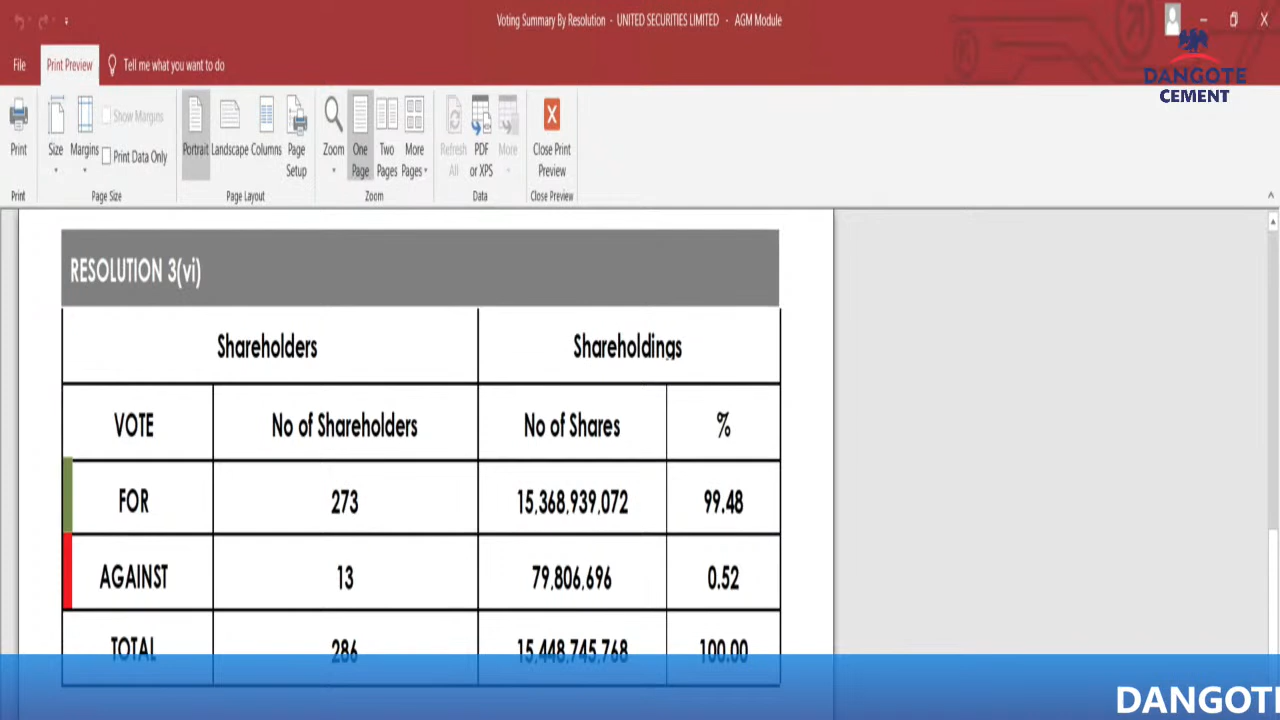 Voting Summary By Resolution - UNITED SECURITIES LIMITED - AGM Module
File
Print Preview
Tell me what you want to do
DANGOTE
CEMENT
Print
Size
Margins
Show Margins
Print Data Only
Portrait
Landscape
Columns
Page
Setup
Zoom
One
Page
Two
Pages
More
Pages
Refresh
All
PDF
or XPS
More
Close Print
Preview
Print
Page Size
Page Layout
Zoom
Data
Close Preview
RESOLUTION 3(vi)
Shareholders Shareholdings
VOTE No of Shareholders No of Shares %
FOR 273 15,368,939,072 99.48
AGAINST 13 79,806,696 0.52
TOTAL 286 15,448,745,768 100.00
DANGOTE